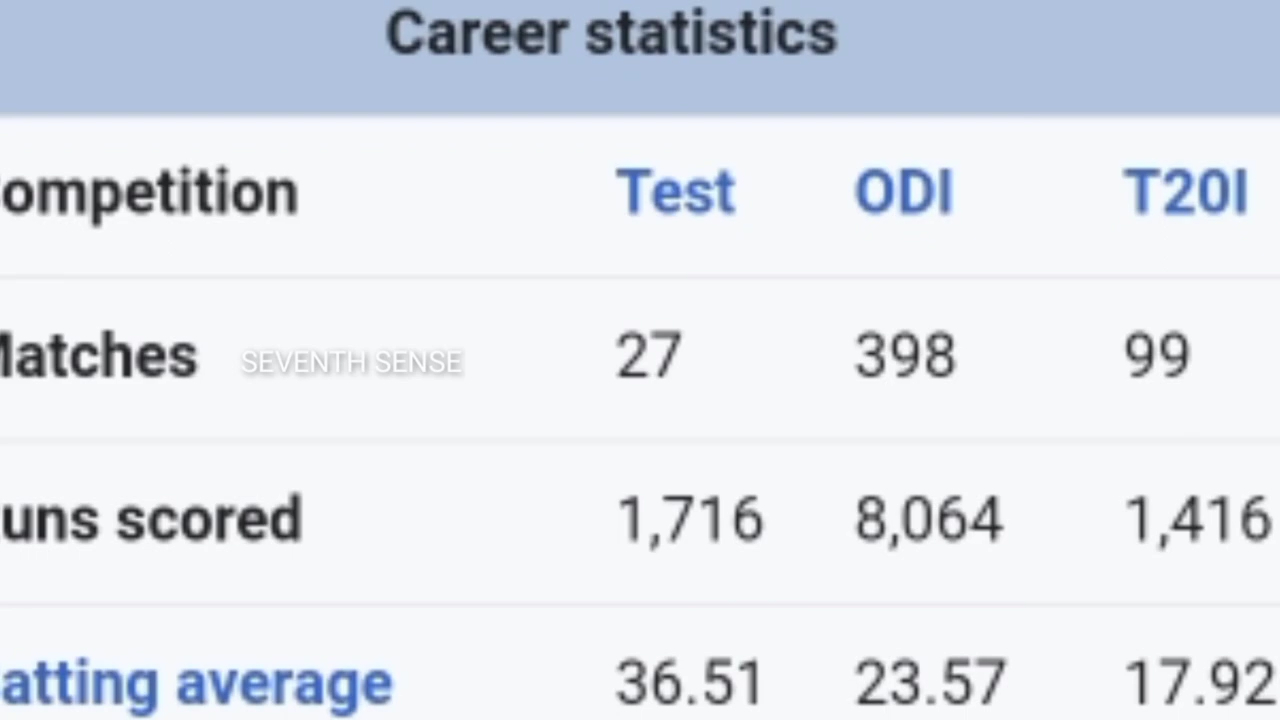 Career statistics
ompetition Test ODI T20I
Matches SEVENTH SENSE 27 398 99
uns scored 1,716 8,064 1,416
atting average 36.51 23.57 17.92